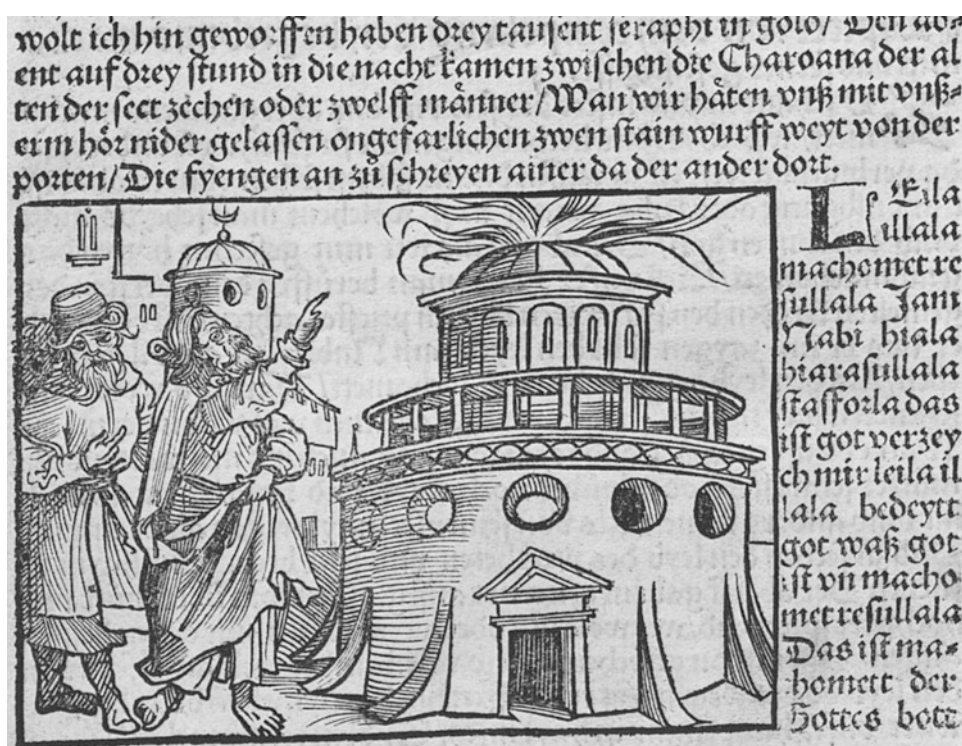 wolt ich hin geworffen haben drey tausent seraphi in gold/ Den ab-
ent auf drey stund in die nacht kamen zwischen die Charoana der al
ten der sect zechen oder zwelff männer/Wan wir häten vnß mit vnß-
erm hör nider gelassen ongefarlichen zwen stain wurff weyt von der
porten/Die fyengen an zů schreyen ainer da der ander dort.
LEila
illala
machomet re
sullala Jam
Nabi hiala
hiarasullala
stafforla das
ist got verzey
ch mir leila il
lala bedeytt
got waß got
ist vñ macho
met resullala
Das ist ma-
homett der
Gottes bott